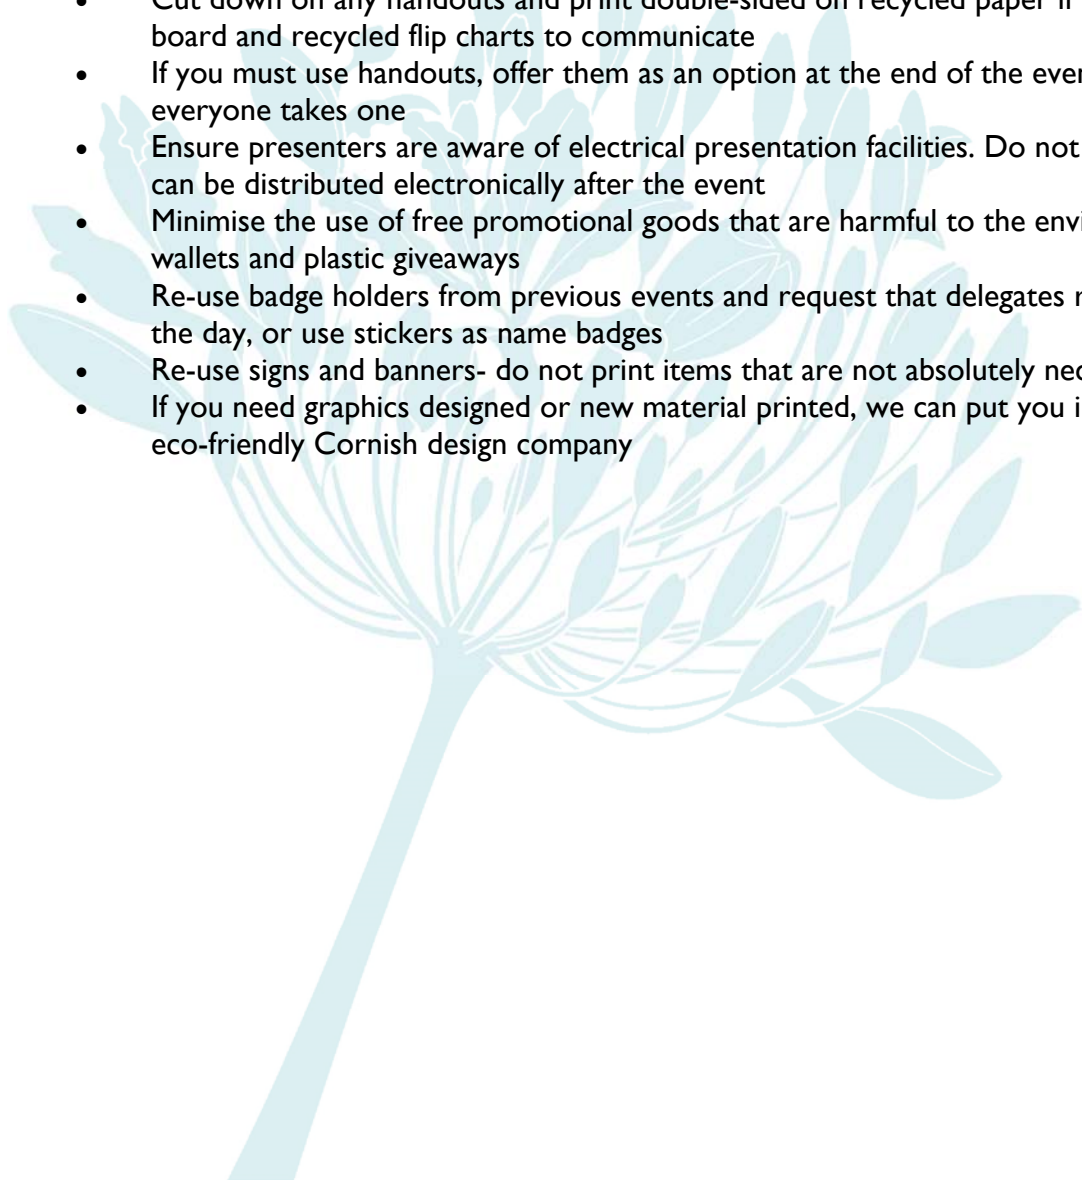 Cut down on any handouts and print double-sided on recycled paper if
board and recycled flip charts to communicate
• If you must use handouts, offer them as an option at the end of the
everyone takes one
• Ensure presenters are aware of electrical presentation facilities. Do not
can be distributed electronically after the event
• Minimise the use of free promotional goods that are harmful to the
wallets and plastic giveaways
• Re-use badge holders from previous events and request that delegates
the day, or use stickers as name badges
• Re-use signs and banners- do not print items that are not absolutely
• If you need graphics designed or new material printed, we can put you
eco-friendly Cornish design company